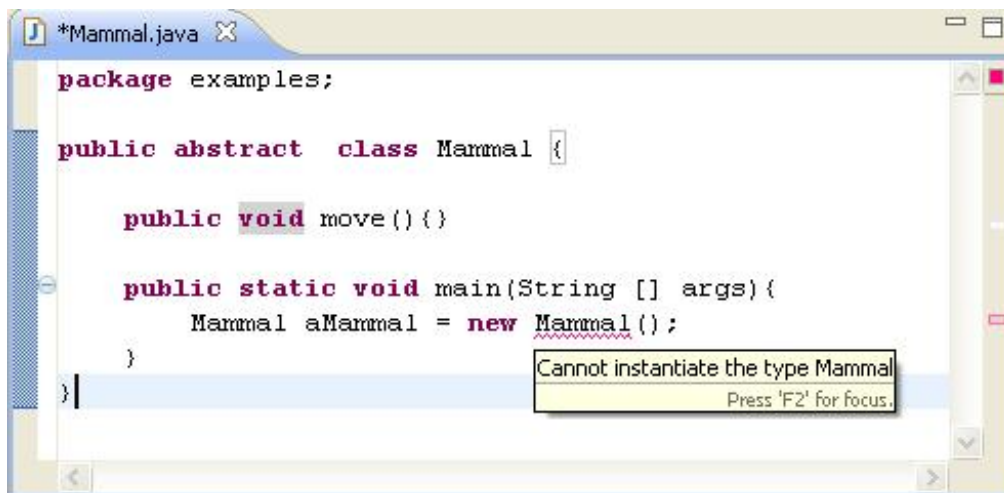 *Mammal.java
package examples;
public abstract  class Mammal {
public void move(){}
public static void main(String [] args){
Mammal aMammal = new Mammal();
}
Cannot instantiate the type Mammal
Press 'F2' for focus.
}